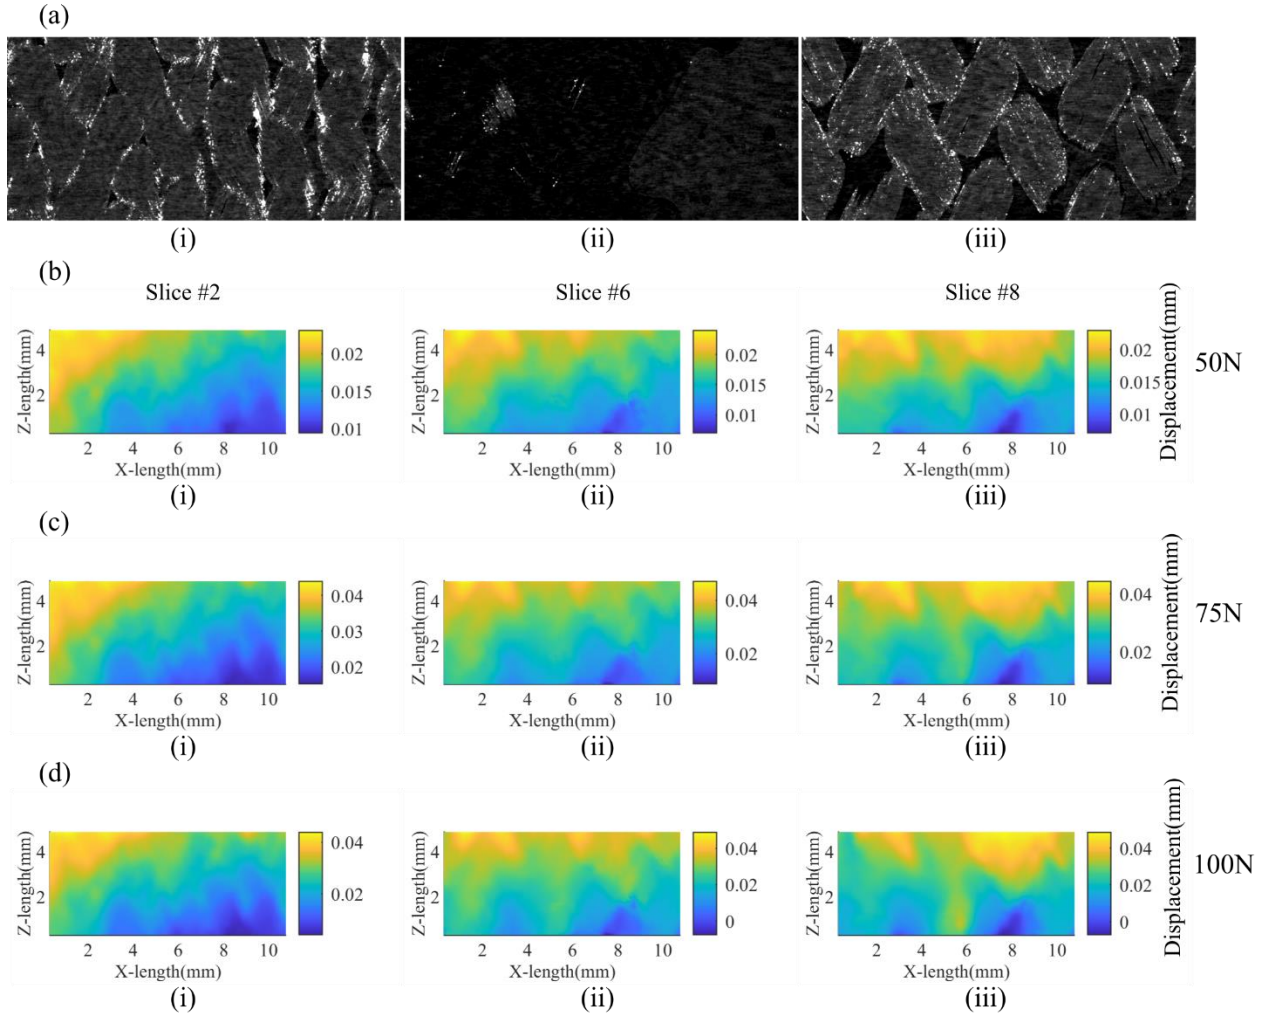 (a)
(i) (ii) (iii)
(b)
Slice #2 Slice #6 Slice #8
Z-length(mm) 4 2 0.02 0.015 0.01 Z-length(mm) 4 2 0.02 0.015 0.01 Z-length(mm) 4 2 0.02 0.015 0.01 Displacement(mm) 50N
2 4 6 8 10 2 4 6 8 10 2 4 6 8 10
X-length(mm) X-length(mm) X-length(mm)
(i) (ii) (iii)
(c)
Z-length(mm) 4 2 0.04 0.03 0.02 Z-length(mm) 4 2 0.04 0.02 Z-length(mm) 4 2 0.04 0.02 Displacement(mm) 75N
2 4 6 8 10 2 4 6 8 10 2 4 6 8 10
X-length(mm) X-length(mm) X-length(mm)
(i) (ii) (iii)
(d)
Z-length(mm) 4 2 0.04 0.02 Z-length(mm) 4 2 0.04 0.02 0 Z-length(mm) 4 2 0.04 0.02 0 Displacement(mm) 100N
2 4 6 8 10 2 4 6 8 10 2 4 6 8 10
X-length(mm) X-length(mm) X-length(mm)
(i) (ii) (iii)